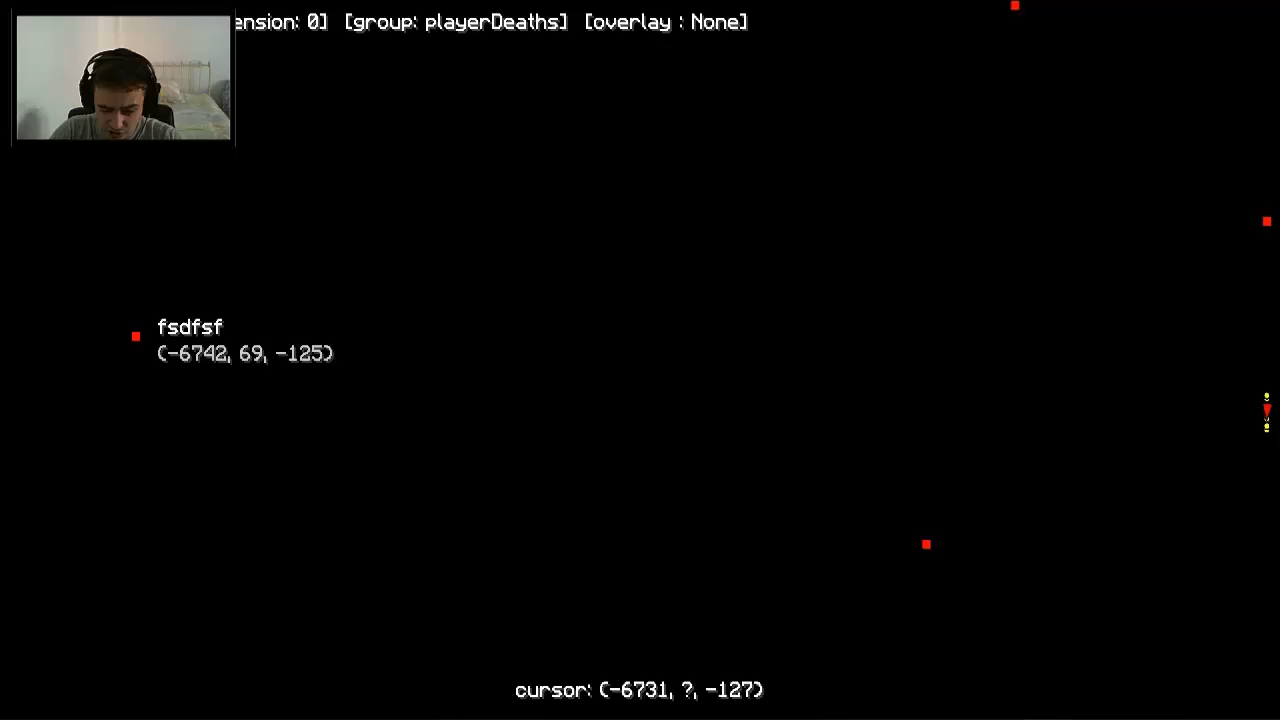 ension: 0] [group: playerDeaths] [overlay : None]
fsdfsf
(-6742, 69, -125)
cursor: (-6731, ?, -127)